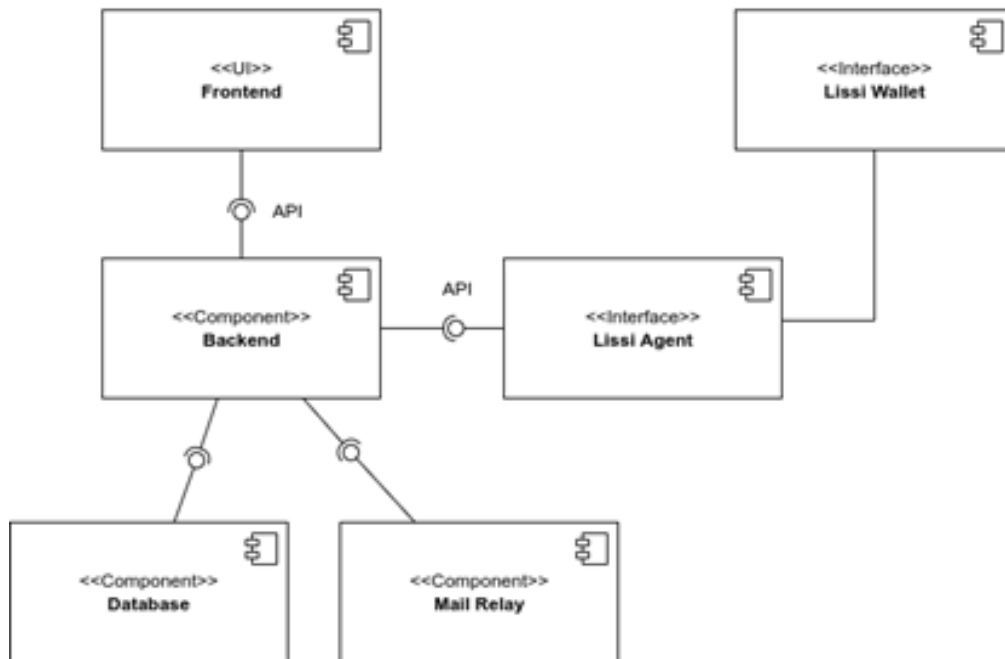 <<UI>>
Frontend
<<Interface>>
Lissi Wallet
API
<<Component>>
Backend
API
<<Interface>>
Lissi Agent
<<Component>>
Database
<<Component>>
Mail Relay